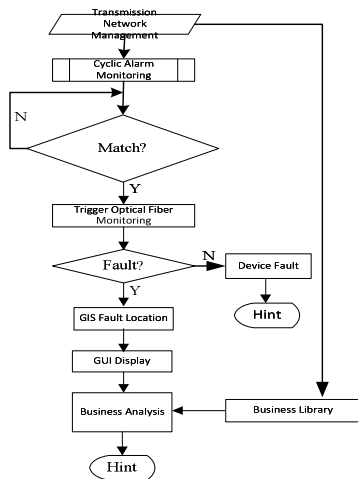 Transmission
Network
Management
Cyclic Alarm
Monitoring
N
Match?
Y
Trigger Optical Fiber
Monitoring
Fault?
N
Device Fault
Y
Hint
GIS Fault Location
GUI Display
Business Analysis
Business Library
Hint